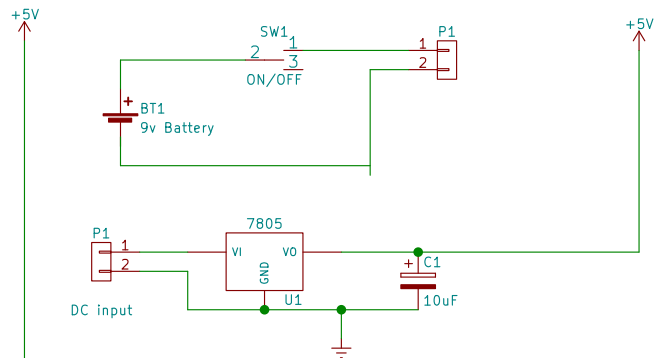 +5V
+5V
SW1
2 1
3
ON/OFF
P1
1
2
+
BT1
9v Battery
7805
P1
1
2
VI VO
GND
U1
+ C1
10uF
DC input